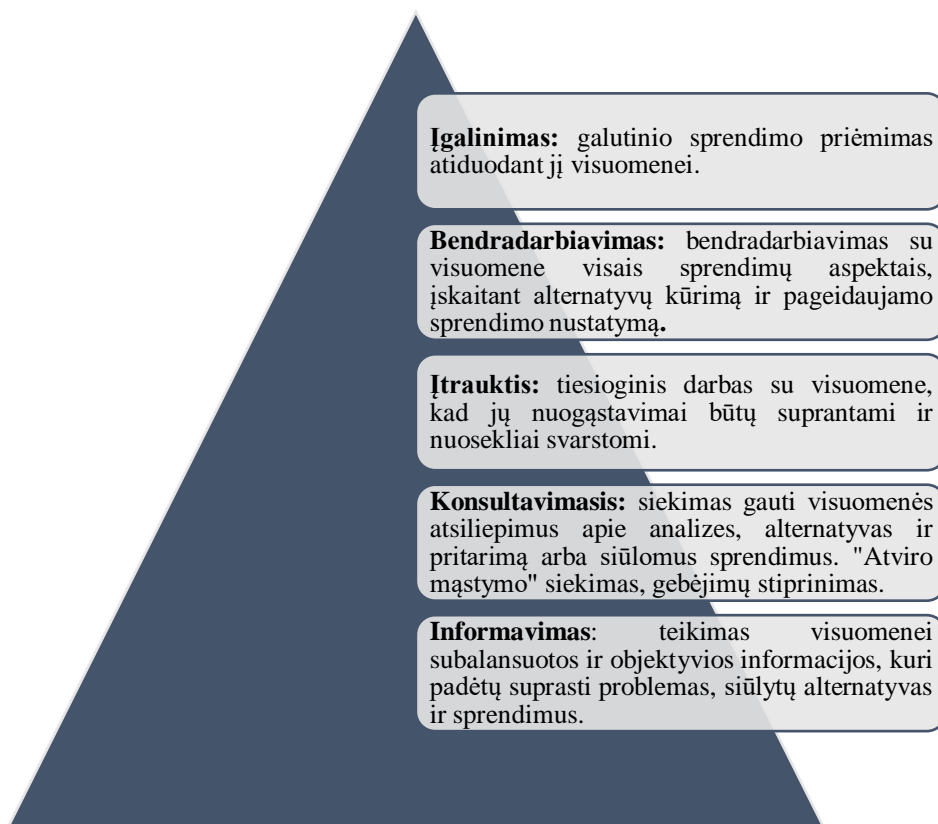 Įgalinimas: galutinio sprendimo priėmimas
atiduodant jį visuomenei.
Bendradarbiavimas: bendradarbiavimas su
visuomene visais sprendimų aspektais,
įskaitant alternatyvų kūrimą ir pageidaujamo
sprendimo nustatymą.
Įtrauktis: tiesioginis darbas su visuomene,
kad jų nuogąstavimai būtų suprantami ir
nuosekliai svarstomi.
Konsultavimasis: siekimas gauti visuomenės
atsiliepimus apie analizes, alternatyvas ir
pritarimą arba siūlomus sprendimus. "Atviro
mąstymo" siekimas, gebėjimų stiprinimas.
Informavimas: teikimas visuomenei
subalansuotos ir objektyvios informacijos, kuri
padėtų suprasti problemas, siūlytų alternatyvas
ir sprendimus.